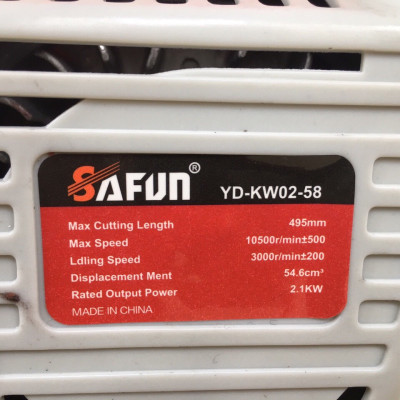 SAFUN® YD-KW02-58
Max Cutting Length 495mm
Max Speed 10500r/min±500
Ldling Speed 3000r/min±200
Displacement Ment 54.6cm³
Rated Output Power 2.1KW
MADE IN CHINA